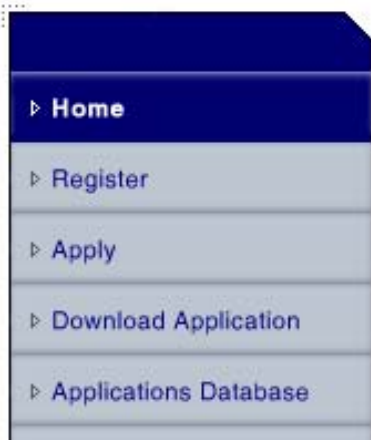 Home
Register
Apply
Download Application
Applications Database